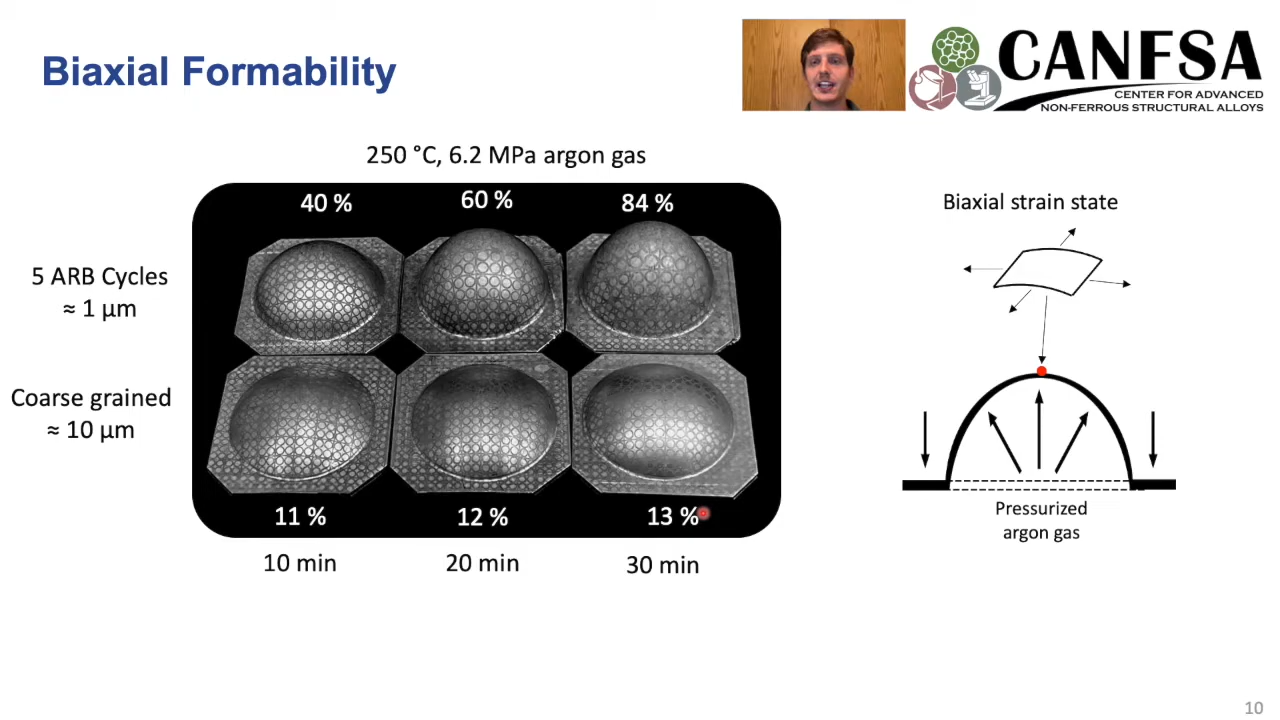 Biaxial Formability
CANFSA
CENTER FOR ADVANCED
NON-FERROUS STRUCTURAL ALLOYS
250 °C, 6.2 MPa argon gas
40 %
60 %
84 %
5 ARB Cycles
≈ 1 μm
Coarse grained
≈ 10 μm
11 %
12 %
13 %
10 min
20 min
30 min
Biaxial strain state
Pressurized
argon gas
10